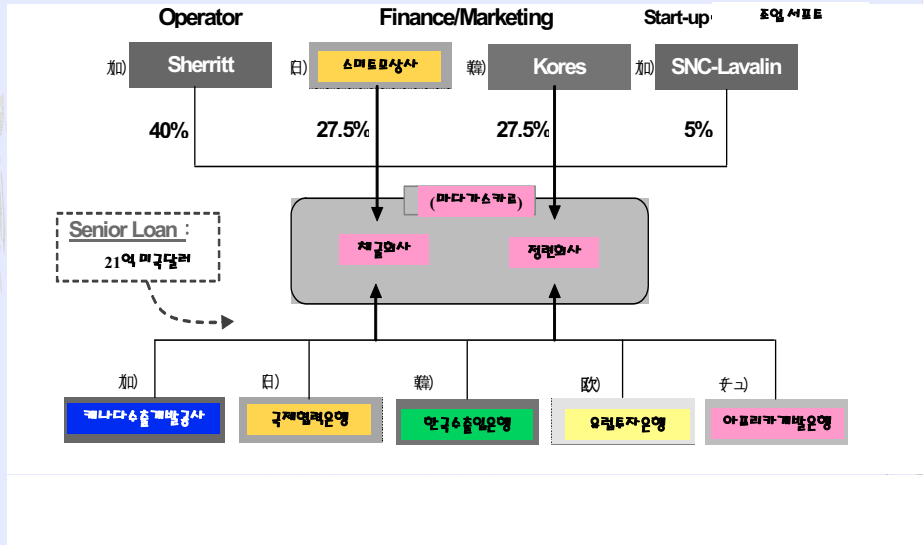 Operator Finance/Marketing Start-up 조업 서포트
加) Sherritt 日) 스미토모상사 韓) Kores 加) SNC-Lavalin
40% 27.5% 27.5% 5%
(마다가스카르)
채굴회사 정련회사
Senior Loan :
21억 미국달러
加) 日) 韓) 欧) チュ)
캐나다수출개발공사 국제협력은행 한국수출입은행 유럽투자은행 아프리카개발은행